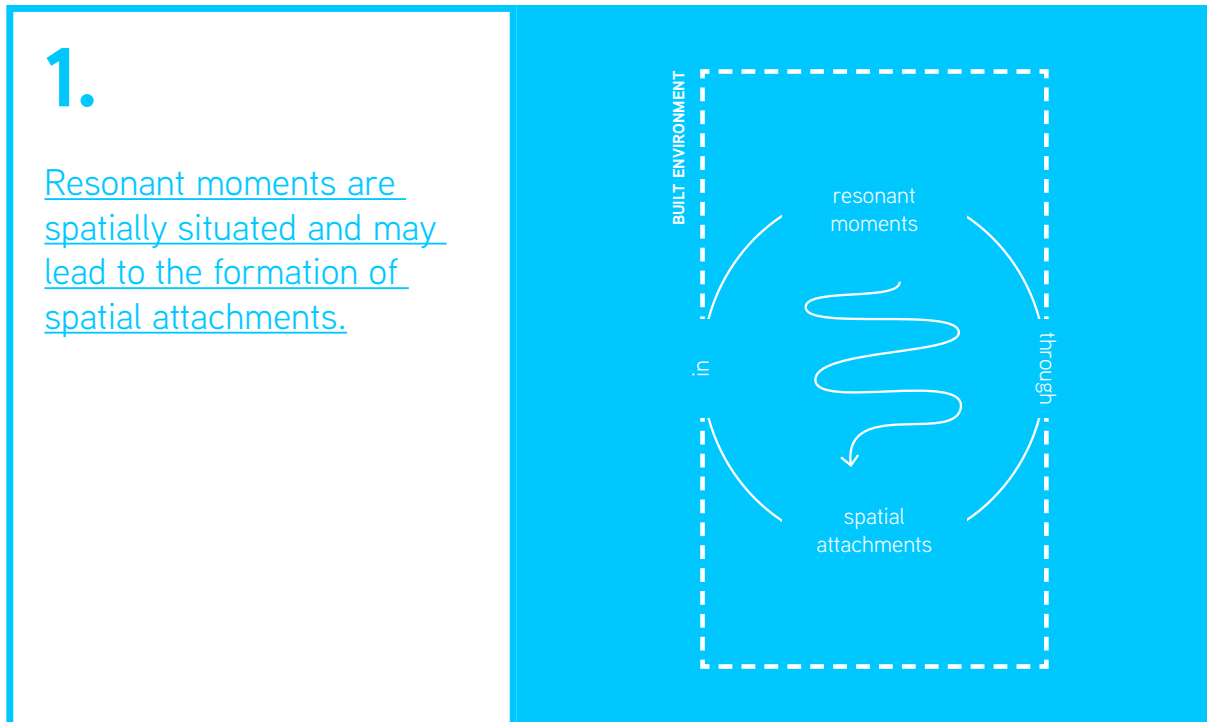 1.
Resonant moments are
spatially situated and may
lead to the formation of
spatial attachments.
BUILT ENVIRONMENT
resonant
moments
in
through
spatial
attachments